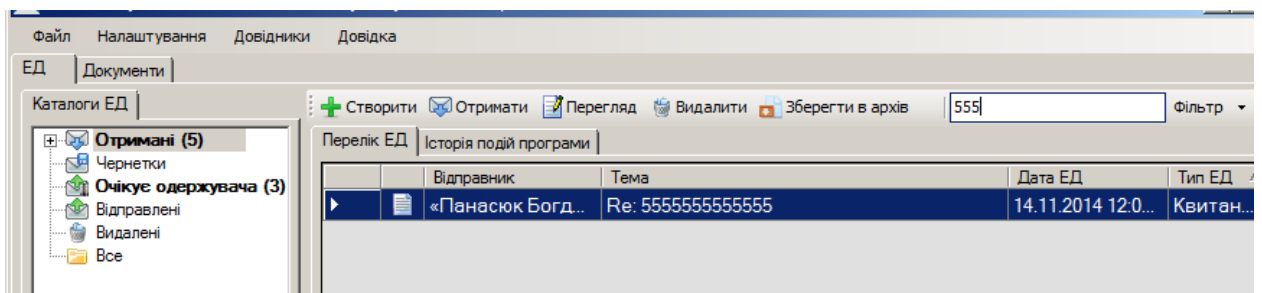 Файл Налаштування Довідники Довідка
ЕД Документи
Каталоги ЕД
Створити Отримати Перегляд Видалити Зберегти в архів 555 Фільтр
Отримані (5)
Чернетки
Очікує одержувача (3)
Відправлені
Видалені
Все
Перелік ЕД Історія подій програми
Відправник Тема Дата ЕД Тип ЕД
«Панасюк Богд... Re: 5555555555555 14.11.2014 12:0... Квитан...